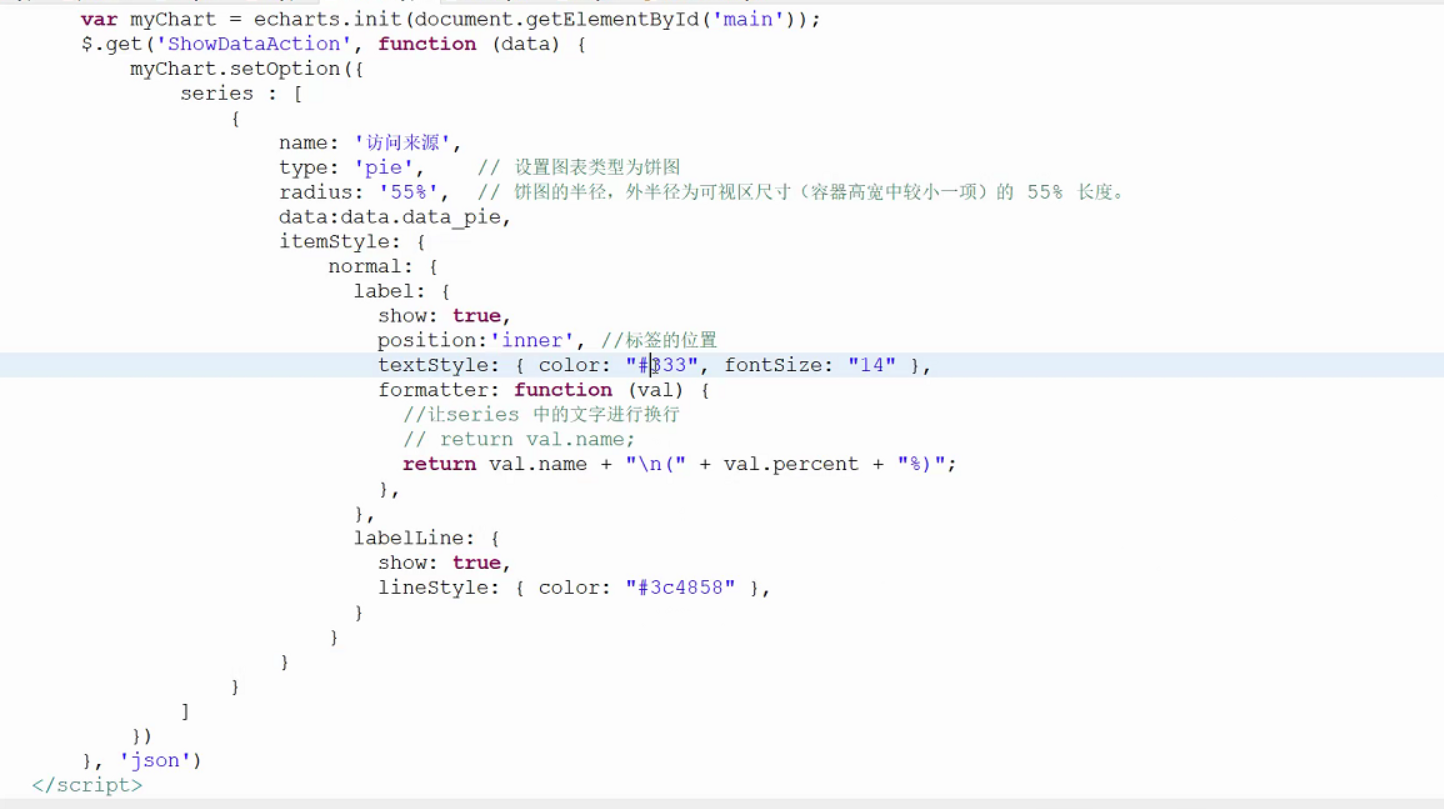 var myChart = echarts.init(document.getElementById('main'));
$.get('ShowDataAction', function (data) {
myChart.setOption({
series : [
{
name: '访问来源',
type: 'pie',    // 设置图表类型为饼图
radius: '55%',  // 饼图的半径，外半径为可视区尺寸（容器高宽中较小一项）的 55% 长度。
data:data.data_pie,
itemStyle: {
normal: {
label: {
show: true,
position:'inner', //标签的位置
textStyle: { color: "#333", fontSize: "14" },
formatter: function (val) {
//让series 中的文字进行换行
// return val.name;
return val.name + "\n(" + val.percent + "%)";
},
},
labelLine: {
show: true,
lineStyle: { color: "#3c4858" },
}
}
}
}
]
})
}, 'json')
</script>